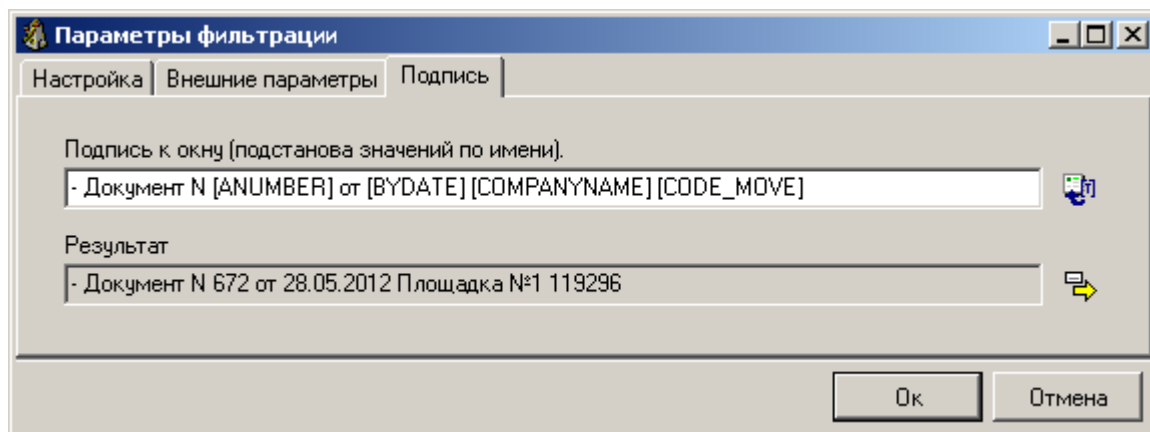 Параметры фильтрации
Настройка Внешние параметры Подпись
Подпись к окну (подстанова значений по имени).
- Документ N [ANUMBER] от [BYDATE] [COMPANYNAME] [CODE_MOVE]
Результат
- Документ N 672 от 28.05.2012 Площадка №1 119296
Ок Отмена